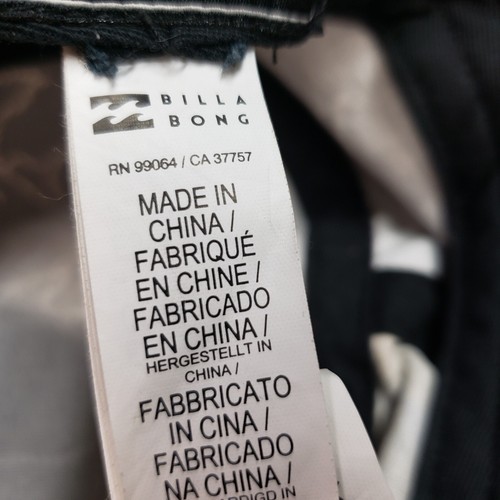 BILLA
BONG
RN 99064 / CA 37757
MADE IN
CHINA /
FABRIQUÉ
EN CHINE /
FABRICADO
EN CHINA /
HERGESTELLT IN
CHINA /
FABBRICATO
IN CINA /
FABRICADO
NA CHINA /